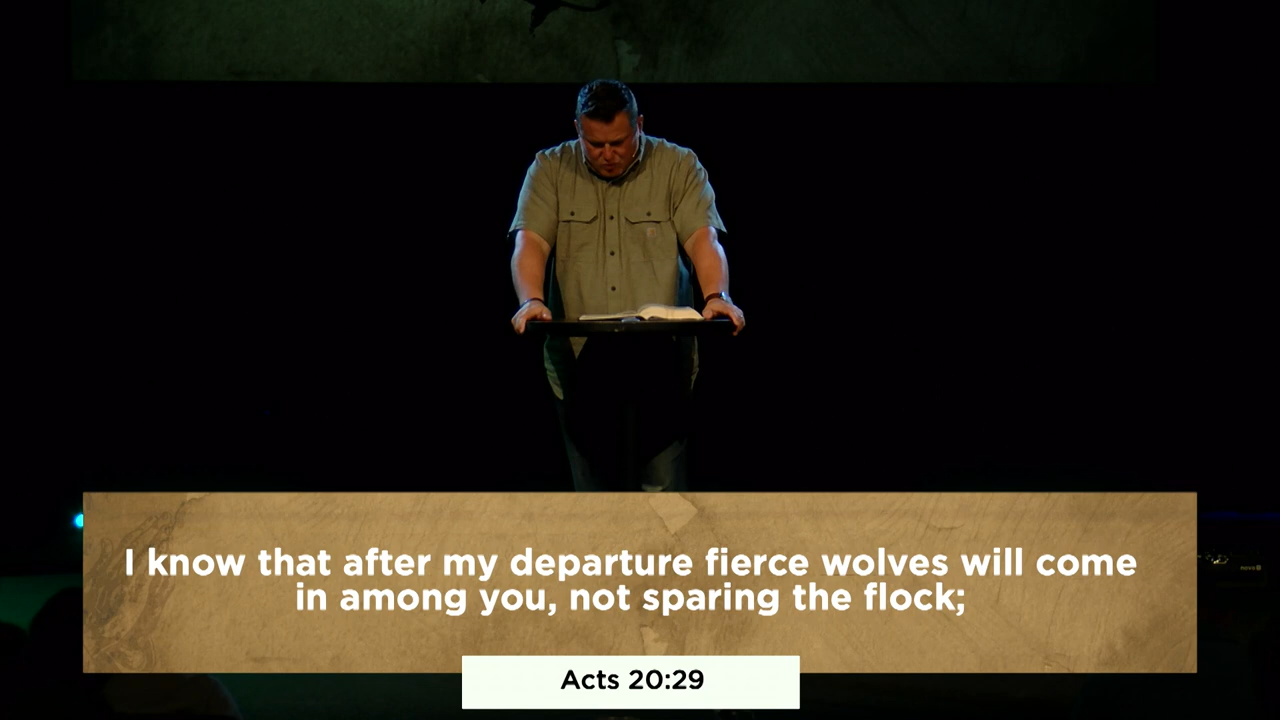 I know that after my departure fierce wolves will come
in among you, not sparing the flock;
Acts 20:29